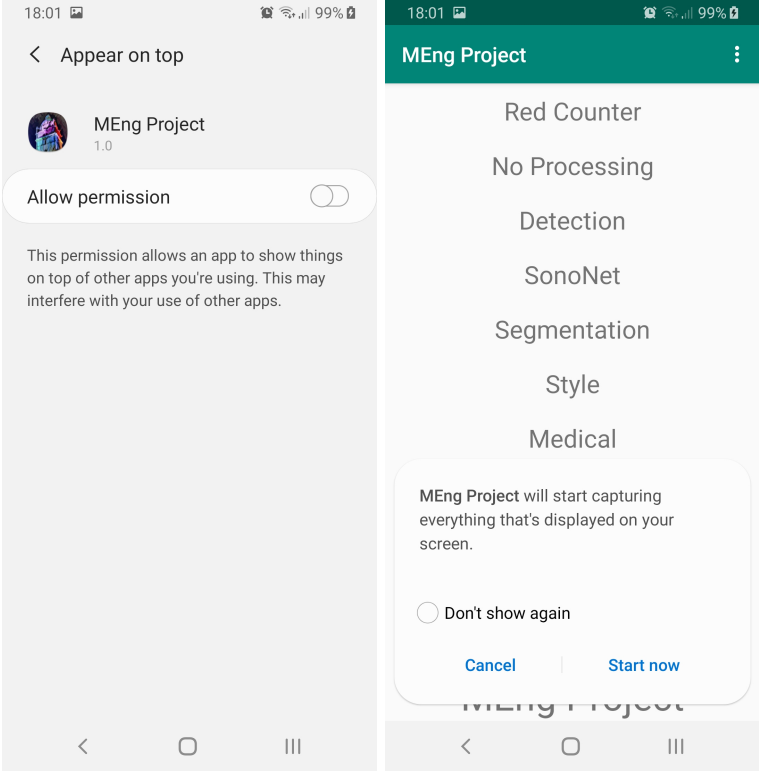 18:01
99%
Appear on top
MEng Project
1.0
Allow permission
This permission allows an app to show things
on top of other apps you're using. This may
interfere with your use of other apps.
18:01
99%
MEng Project
Red Counter
No Processing
Detection
SonoNet
Segmentation
Style
Medical
MEng Project will start capturing
everything that's displayed on your
screen.
Don't show again
Cancel
Start now
MEng Project